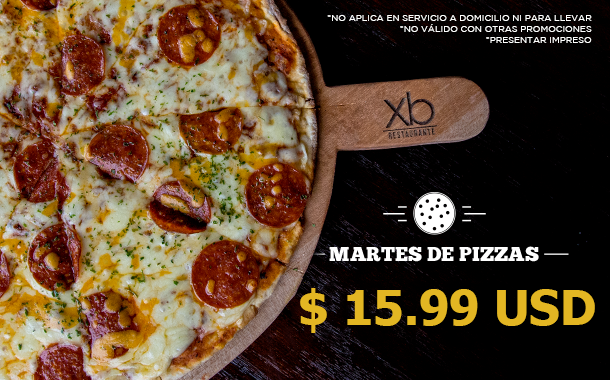 *NO APLICA EN SERVICIO A DOMICILIO NI PARA LLEVAR
*NO VÁLIDO CON OTRAS PROMOCIONES
*PRESENTAR IMPRESO
xb
RESTAURANTE
MARTES DE PIZZAS
$ 15.99 USD